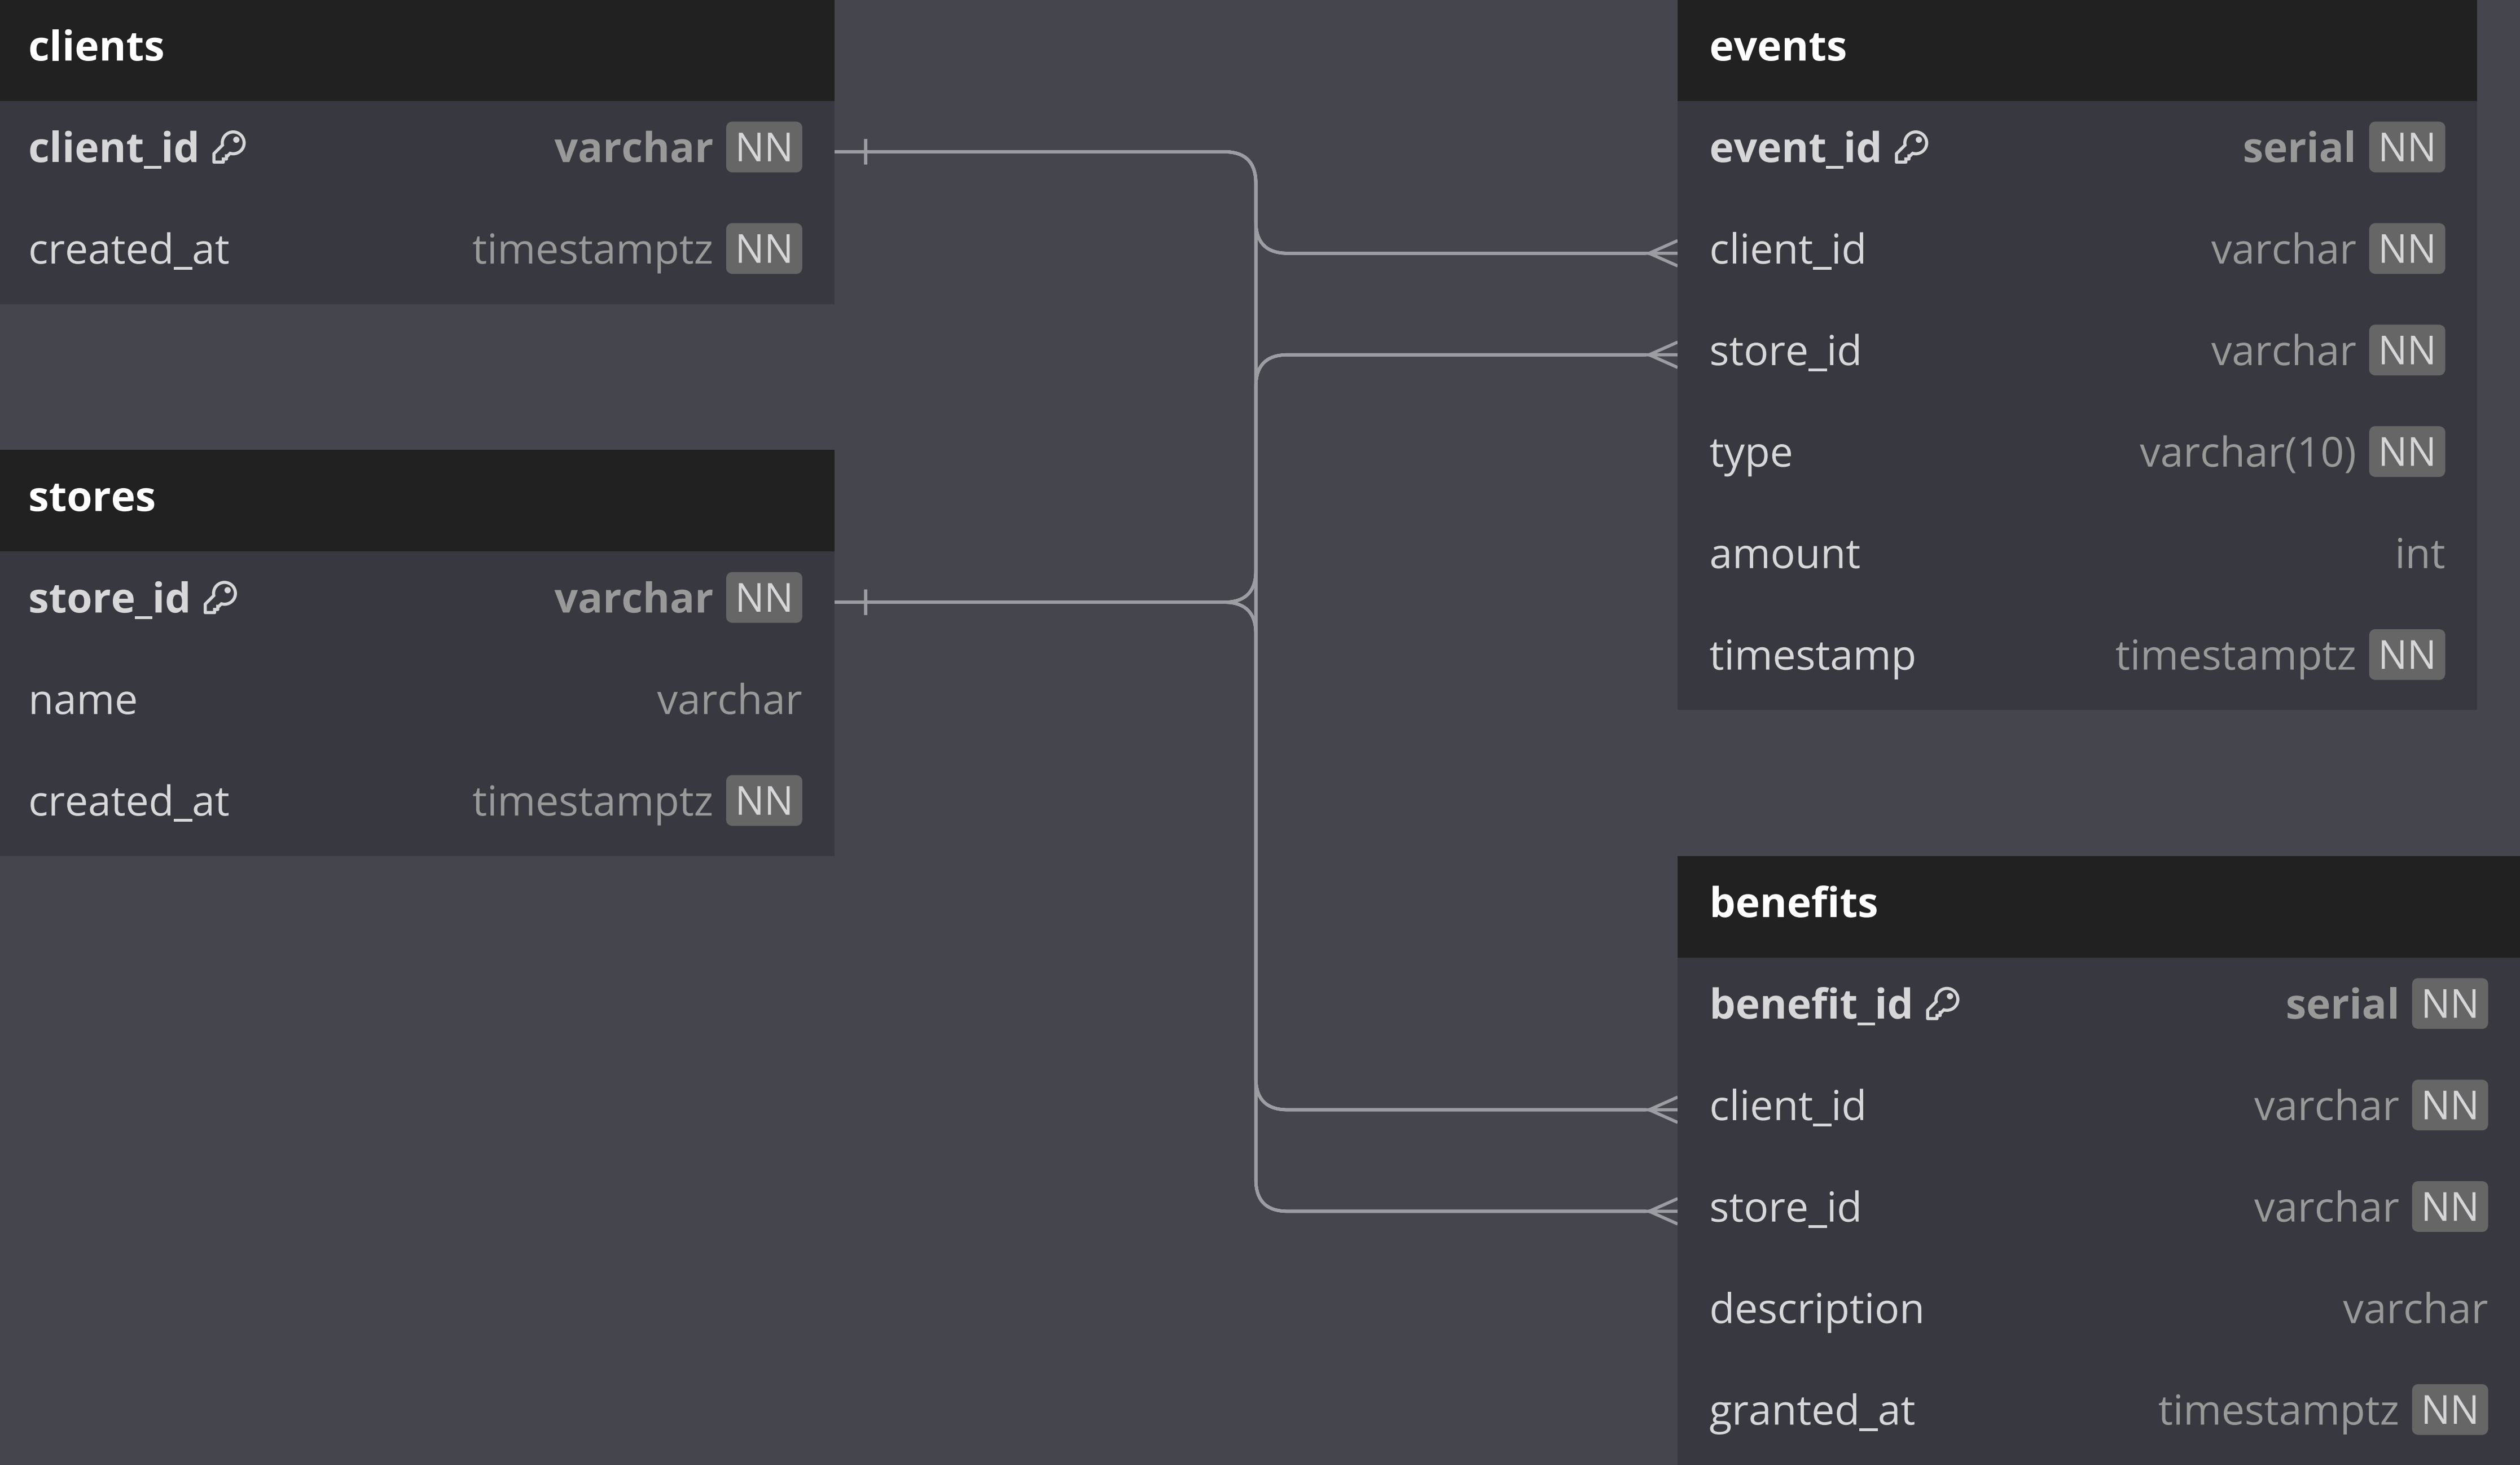 clients
client_id varchar NN
created_at timestamptz NN
stores
store_id varchar NN
name varchar
created_at timestamptz NN
events
event_id serial NN
client_id varchar NN
store_id varchar NN
type varchar(10) NN
amount int
timestamp timestamptz NN
benefits
benefit_id serial NN
client_id varchar NN
store_id varchar NN
description varchar
granted_at timestamptz NN